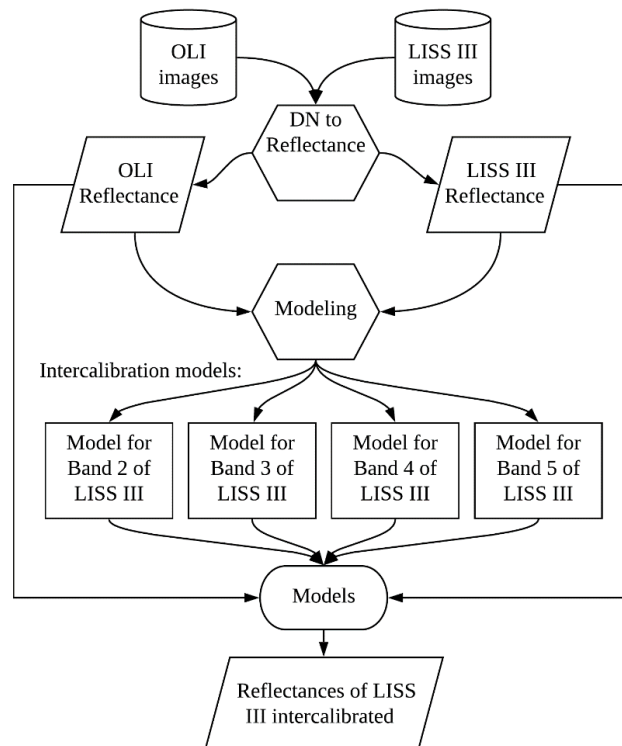 OLI
images
LISS III
images
DN to
Reflectance
OLI
Reflectance
LISS III
Reflectance
Modeling
Intercalibration models:
Model for
Band 2 of
LISS III
Model for
Band 3 of
LISS III
Model for
Band 4 of
LISS III
Model for
Band 5 of
LISS III
Models
Reflectances of LISS
III intercalibrated